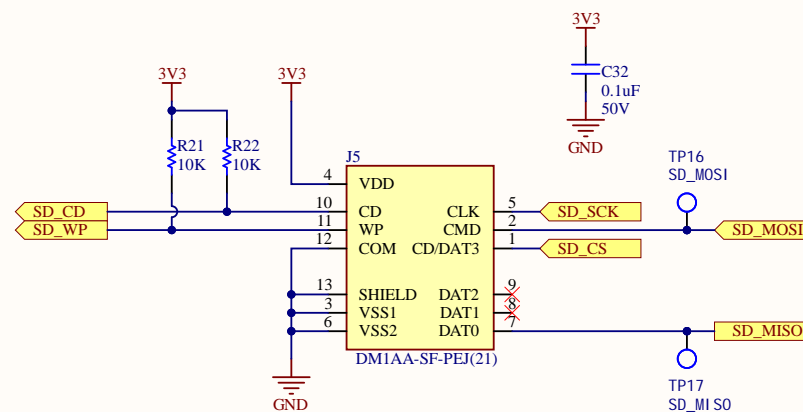 3V3
C32
0.1uF
50V
GND
3V3
3V3
R21
10K
R22
10K
TP16
SD_MOSI
J5
4 VDD
SD_CD 10 CD CLK 5 SD_SCK
SD_WP 11 WP CMD 2 SD_MOSI
12 COM CD/DAT3 1 SD_CS
13 SHIELD DAT2 9
3 VSS1 DAT1 8
6 VSS2 DAT0 7 SD_MISO
DM1AA-SF-PEJ(21)
GND
TP17
SD_MISO